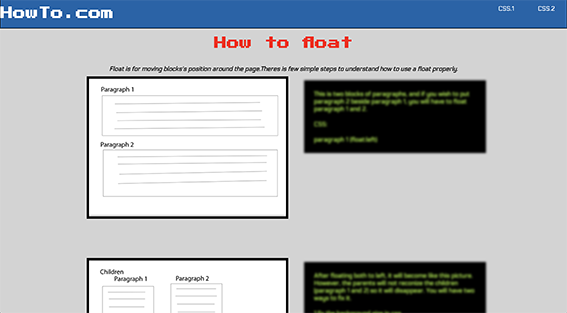 HowTo.com
CSS.1
CSS.2
How to float
Float is for moving blocks's position around the page.Theres is few simple steps to understand how to use a float properly.
Paragraph 1
Paragraph 2
This is two blocks of paragraphs, and if you wish to put
paragraph 2 beside paragraph 1, you will have to float
paragraph 1 and 2.
CSS:
paragraph 1 {float:left}
Children
Paragraph 1
Paragraph 2
After floating both to left, it will become like this picture.
However, the parents will not reconize the children
(paragraph 1 and 2) so it will disappear. You will have two
ways to fix it.